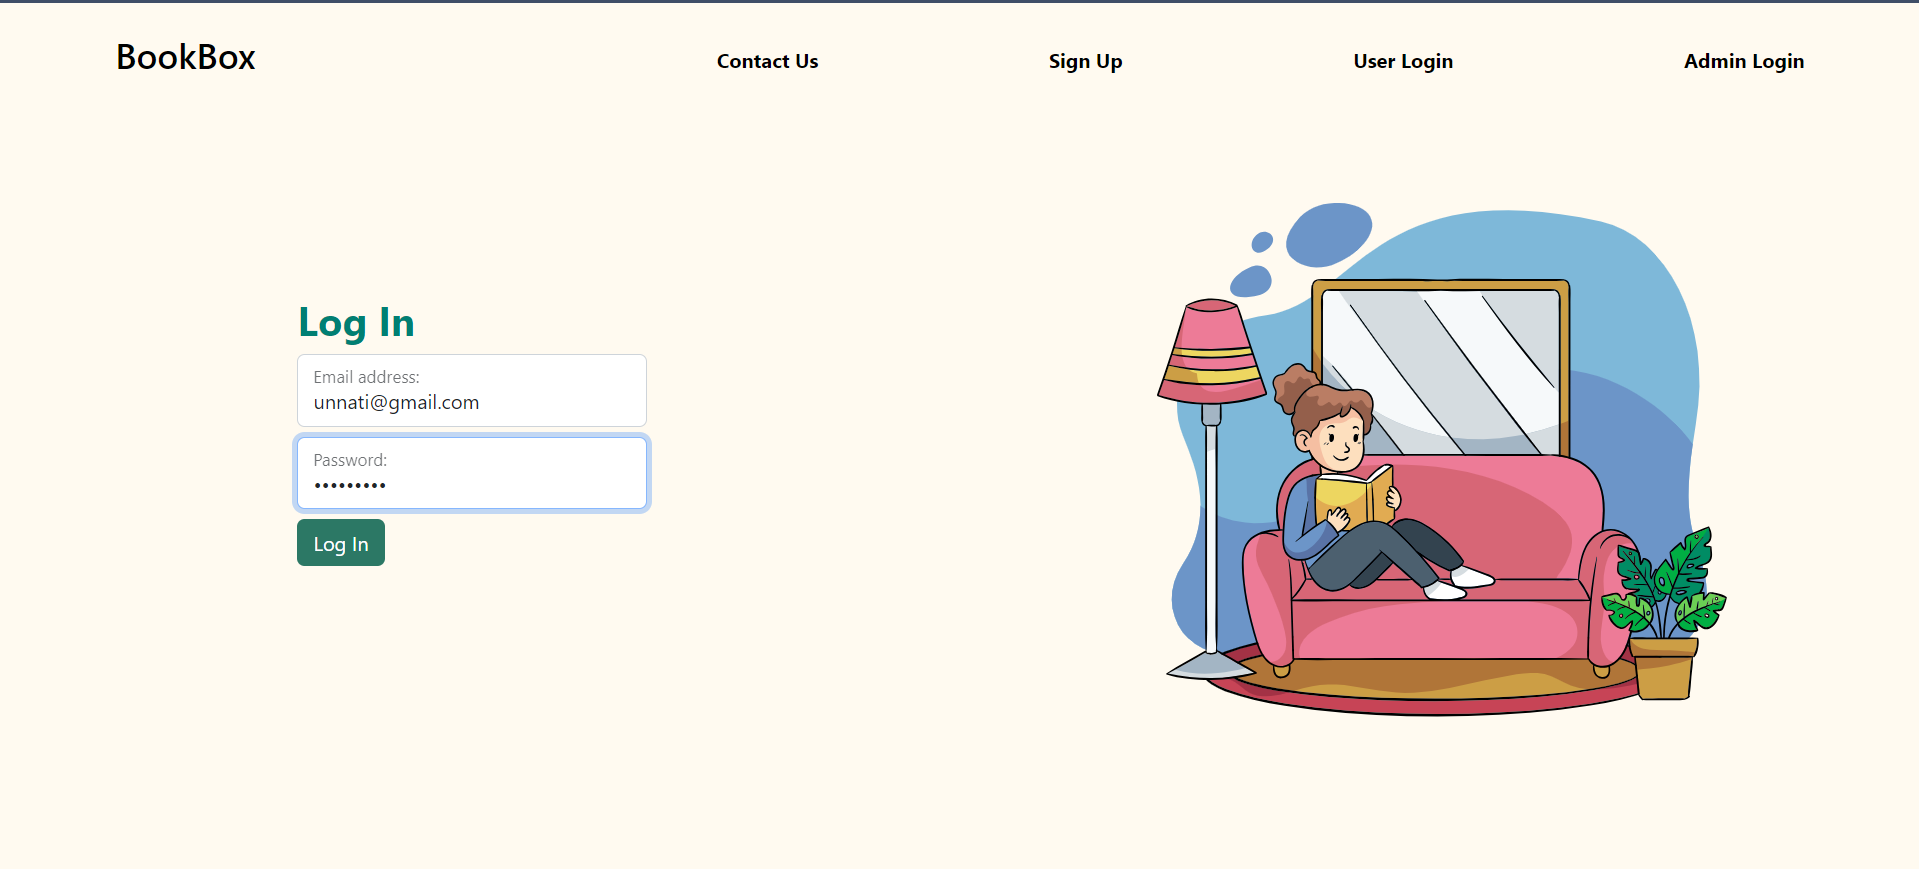 BookBox
Contact Us
Sign Up
User Login
Admin Login
Log In
Email address:
unnati@gmail.com
Password:
•••••••••
Log In